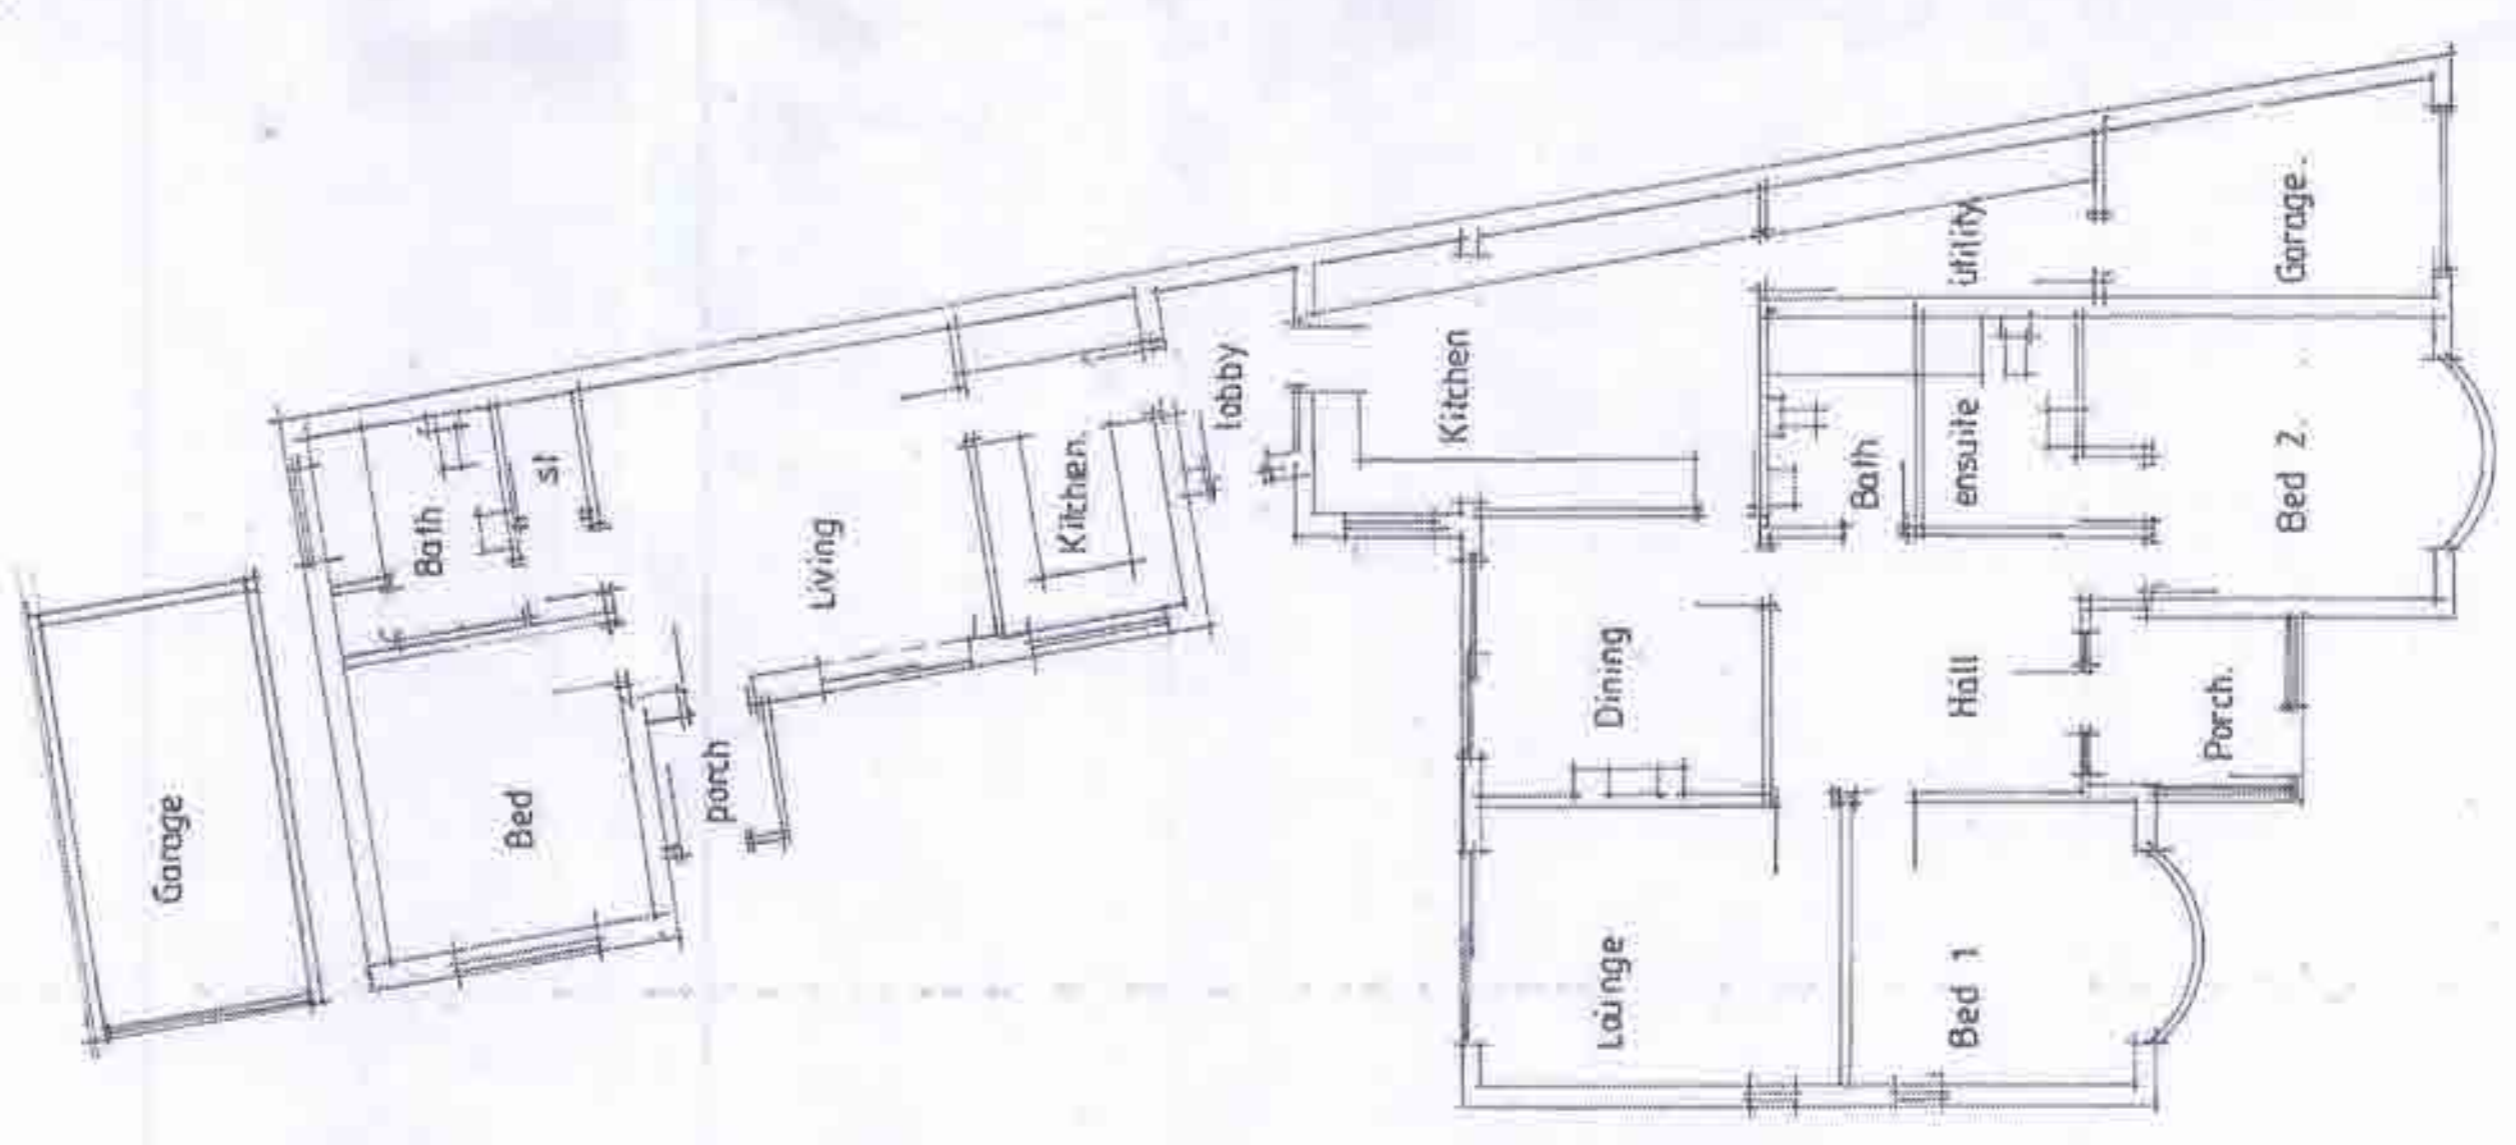 Garage
Bath
st
Bed
porch
Living
Kitchen.
lobby
Kitchen
Dining
Lounge
Bath
ensuite
utility
Hall
Bed 1
Porch.
Bed 2.
Garage.